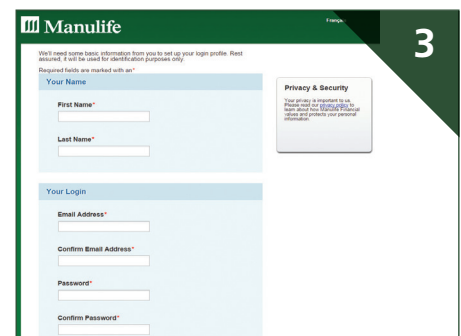 Manulife
Françai
3
We'll need some basic information from you to set up your login profile. Rest
assured, it will be used for identification purposes only.
Required fields are marked with an*
Your Name
First Name*
Last Name*
Privacy & Security
Your privacy is important to us.
Please read our privacy policy to
learn about how Manulife Financial
values and protects your personal
information.
Your Login
Email Address*
Confirm Email Address*
Password*
Confirm Password*